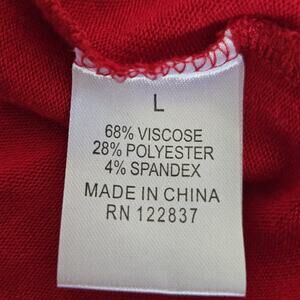 L
68% VISCOSE
28% POLYESTER
4% SPANDEX
MADE IN CHINA
RN 122837